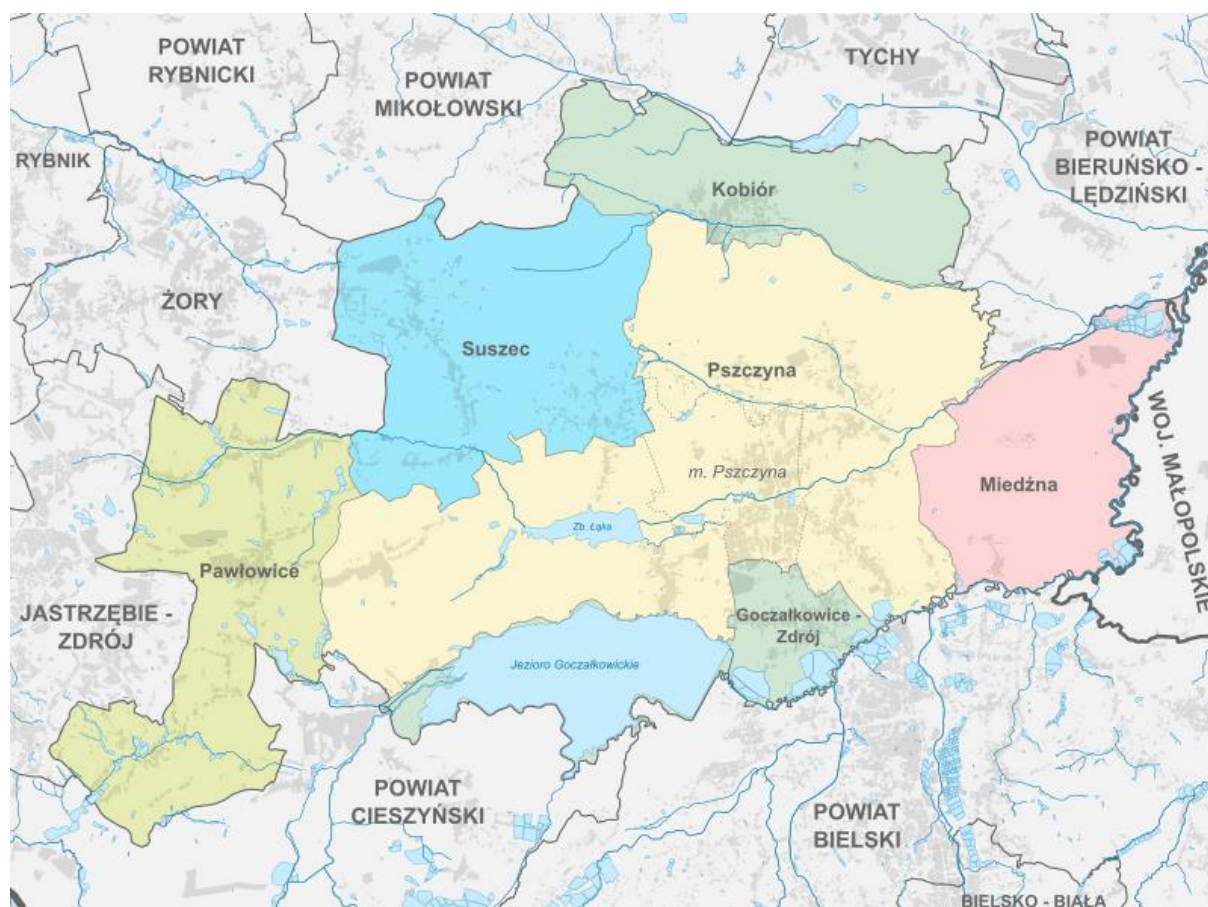 POWIAT
RYBNICKI
POWIAT
MIKOŁOWSKI
TYCHY
RYBNIK
POWIAT
BIERUŃSKO -
LĘDZIŃSKI
Kobiór
ŻORY
Suszec
Pszczyna
WOJ. MAŁOPOLSKIE
m. Pszczyna
Miedźna
Zb. Łąka
Pawłowice
JASTRZĘBIE -
ZDRÓJ
Goczałkowice -
Zdrój
Jezioro Goczałkowickie
POWIAT
CIESZYŃSKI
POWIAT
BIELSKI
BIELSKO - BIAŁA